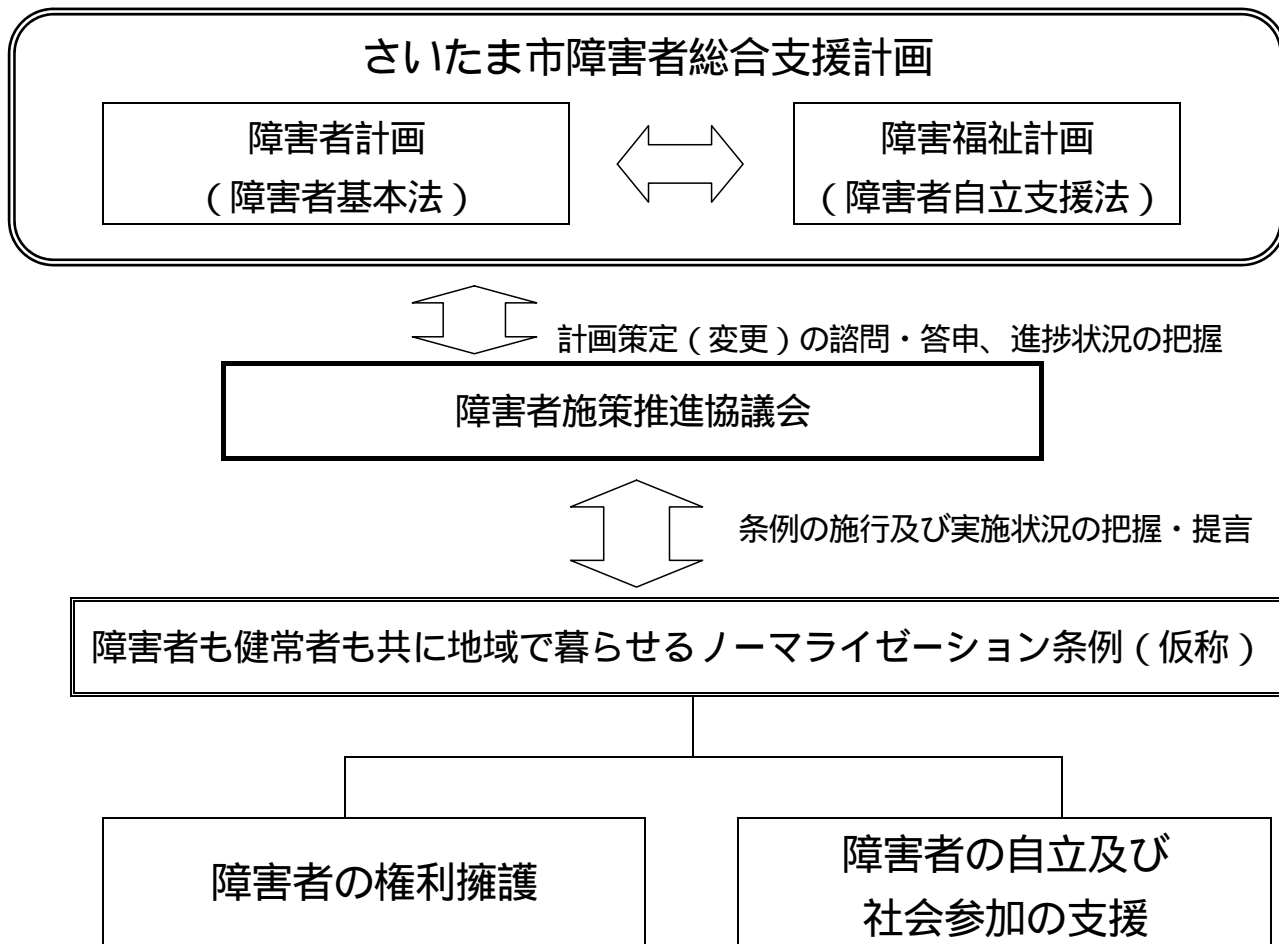 さいたま市障害者総合支援計画
障害者計画
（障害者基本法）
障害福祉計画
（障害者自立支援法）
計画策定（変更）の諮問・答申、進捗状況の把握
障害者施策推進協議会
条例の施行及び実施状況の把握・提言
障害者も健常者も共に地域で暮らせるノーマライゼーション条例（仮称）
障害者の権利擁護
障害者の自立及び
社会参加の支援